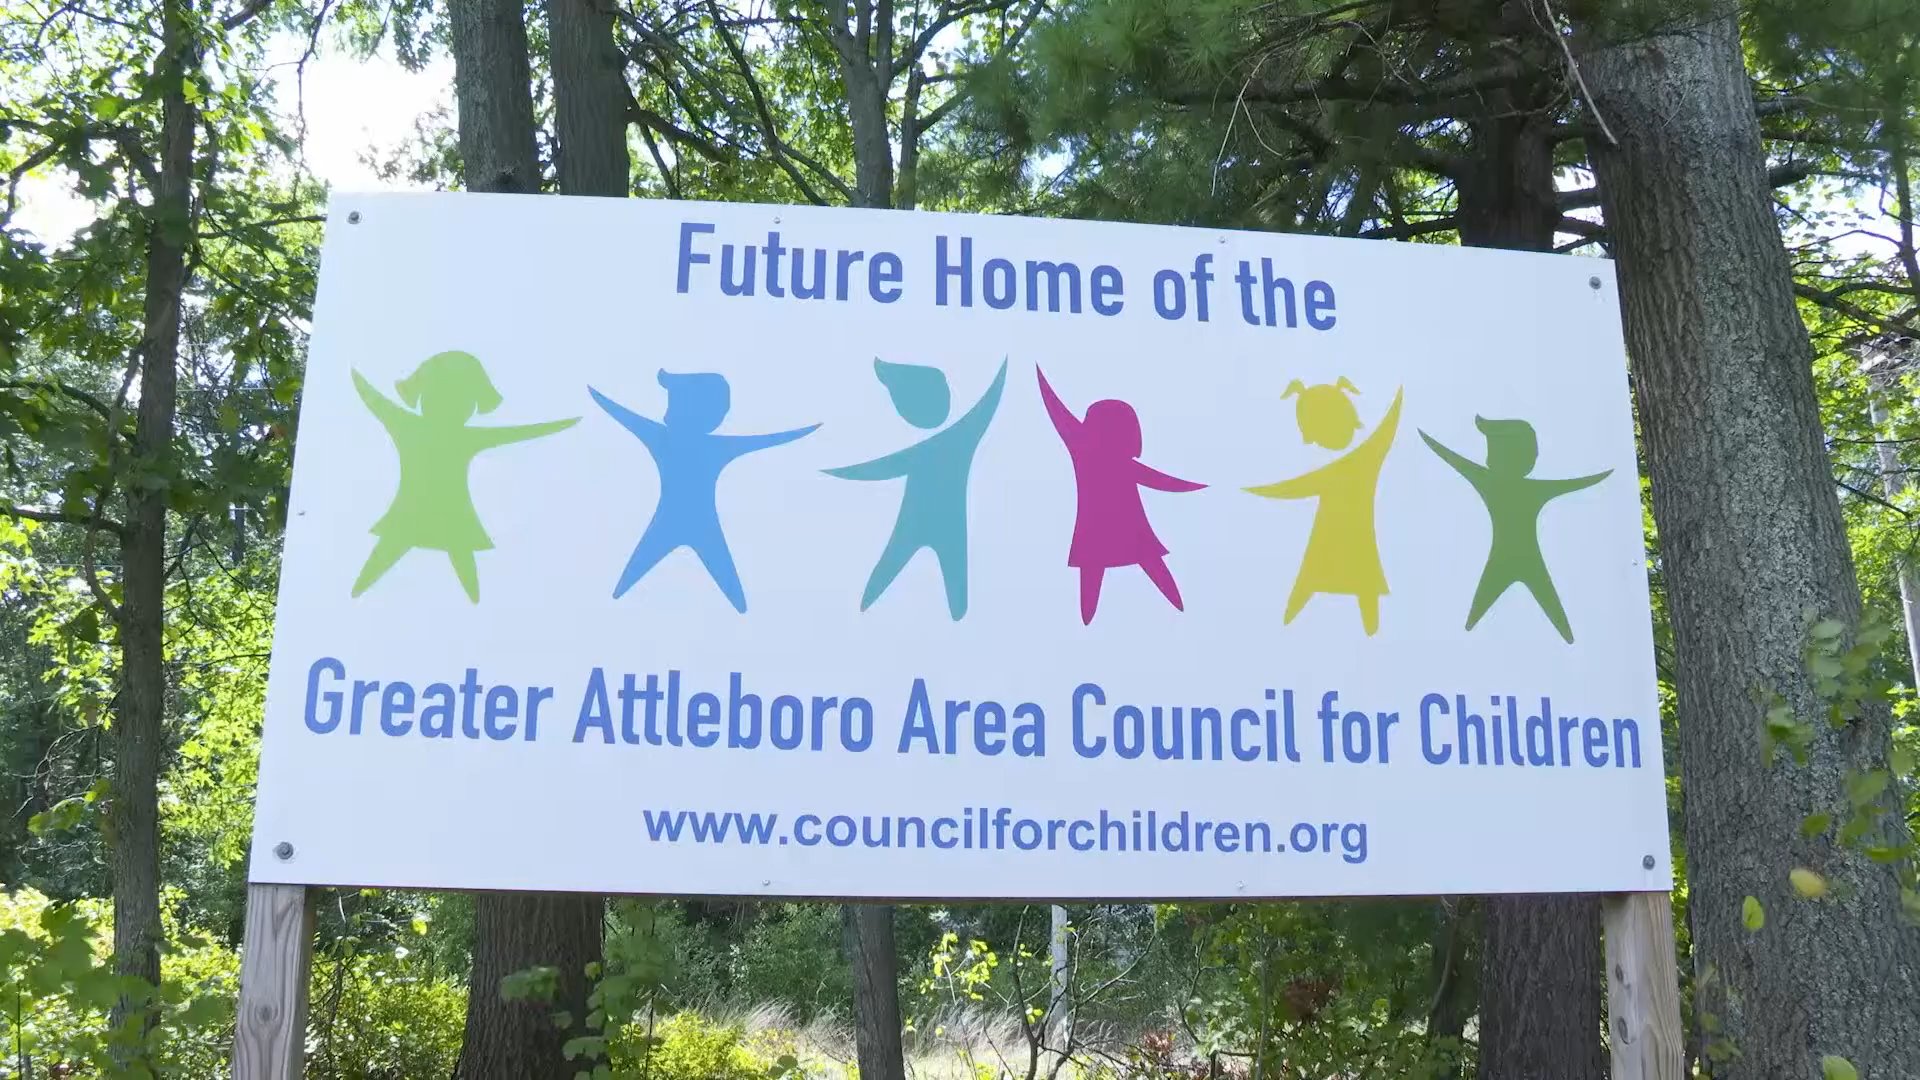 Future Home of the
Greater Attleboro Area Council for Children
www.councilforchildren.org